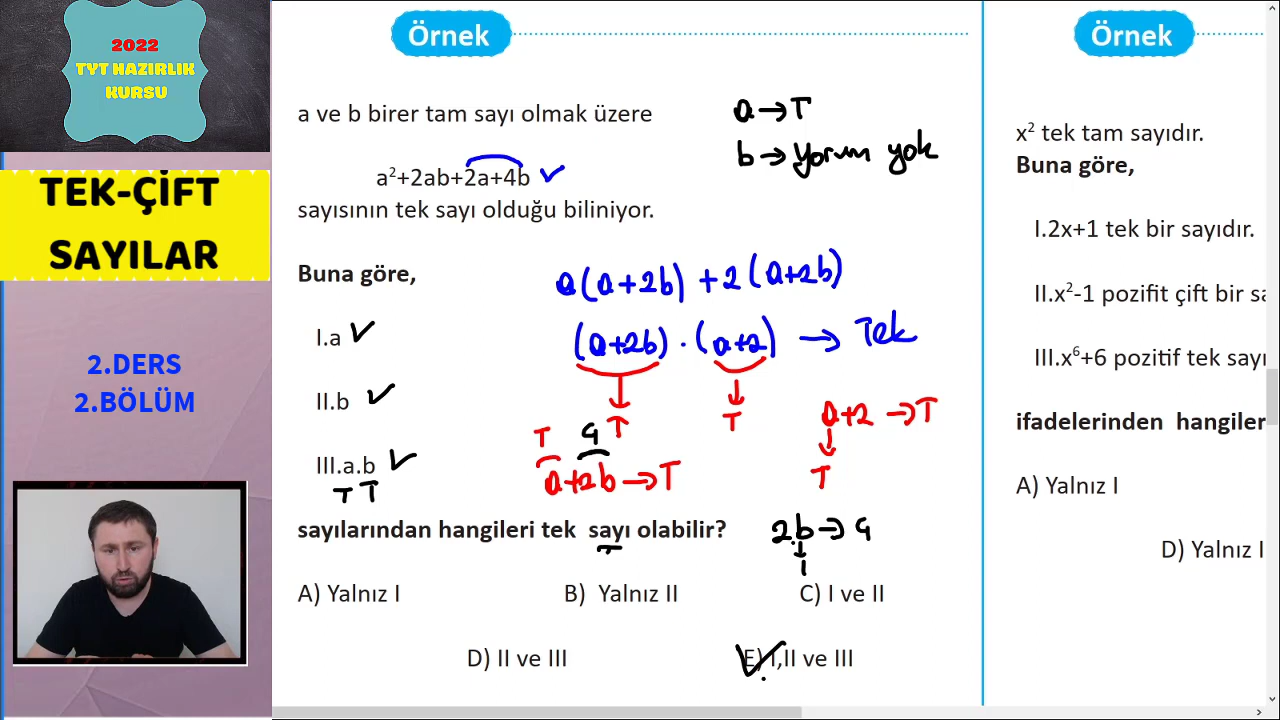 2022
TYT HAZIRLIK
KURSU
TEK-ÇİFT
SAYILAR
2.DERS
2.BÖLÜM
Örnek
a ve b birer tam sayı olmak üzere
a²+2ab+2a+4b
sayısının tek sayı olduğu biliniyor.
Buna göre,
I.a
II.b
III.a.b
T T
sayılarından hangileri tek sayı olabilir?
A) Yalnız I
B) Yalnız II
C) I ve II
D) II ve III
E) I,II ve III
a → T
b → Yorum yok
a(a+2b) + 2(a+2b)
(a+2b) . (a+2) → Tek
T
T
a+2 → T
T
T Ç
a+2b → T
2.b → Ç
1
Örnek
x² tek tam sayıdır.
Buna göre,
I.2x+1 tek bir sayıdır.
II.x²-1 pozifit çift bir sa
III.x⁶+6 pozitif tek sayı
ifadelerinden hangiler
A) Yalnız I
D) Yalnız I